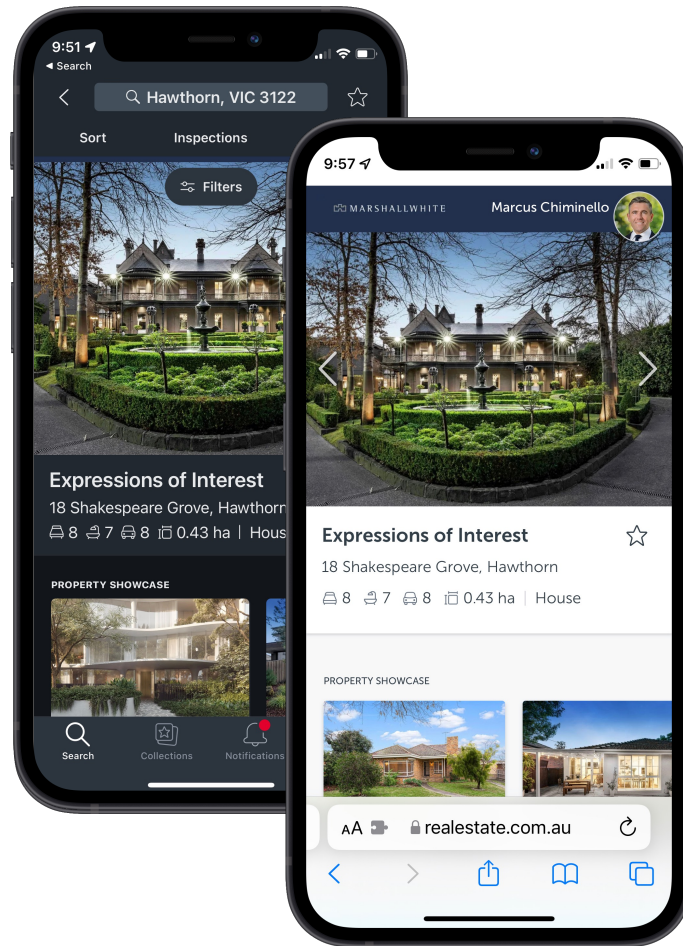 9:51
◄ Search
Hawthorn, VIC 3122
Sort Inspections
Filters
Expressions of Interest
18 Shakespeare Grove, Hawthorn
8 7 8 0.43 ha | Hous
PROPERTY SHOWCASE
Search Collections Notifications
9:57
MARSHALLWHITE Marcus Chiminello
Expressions of Interest
18 Shakespeare Grove, Hawthorn
8 7 8 0.43 ha | House
PROPERTY SHOWCASE
AA realestate.com.au